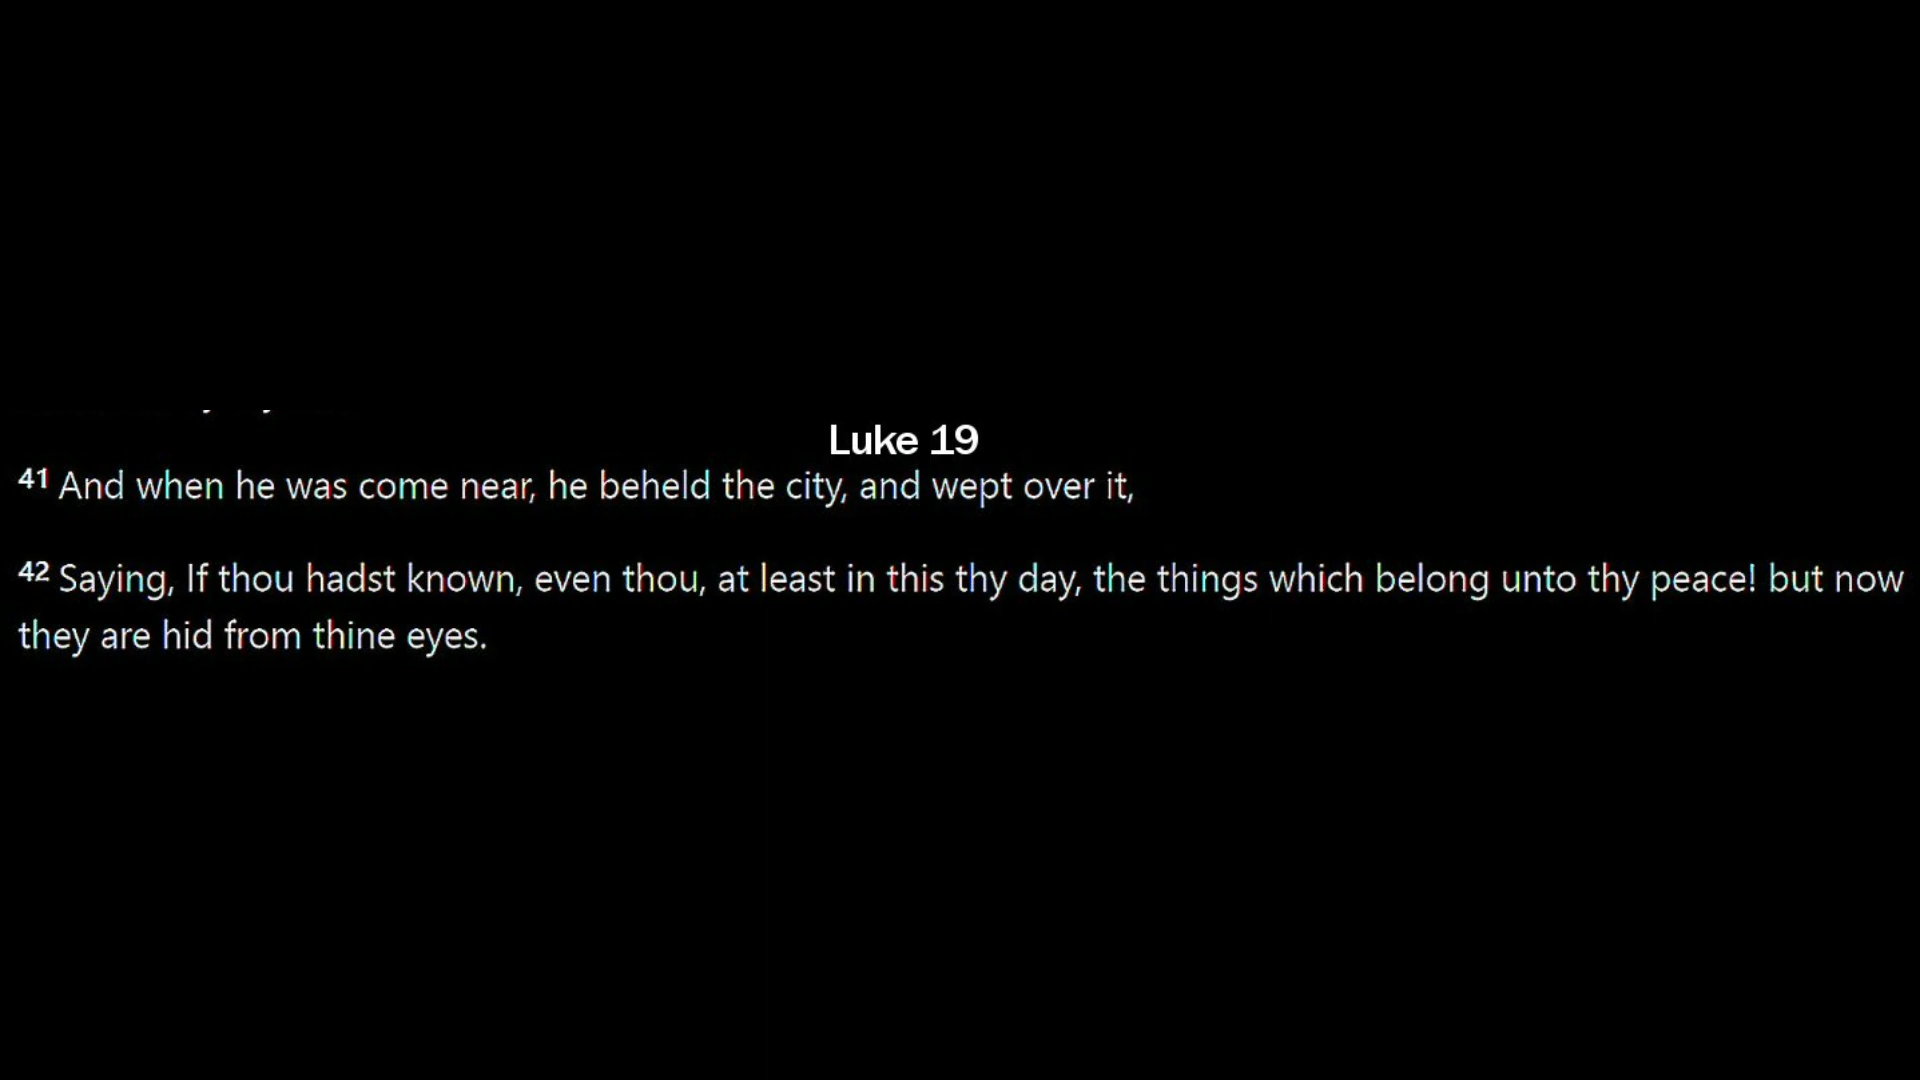 Luke 19
41 And when he was come near, he beheld the city, and wept over it,
42 Saying, If thou hadst known, even thou, at least in this thy day, the things which belong unto thy peace! but now
they are hid from thine eyes.